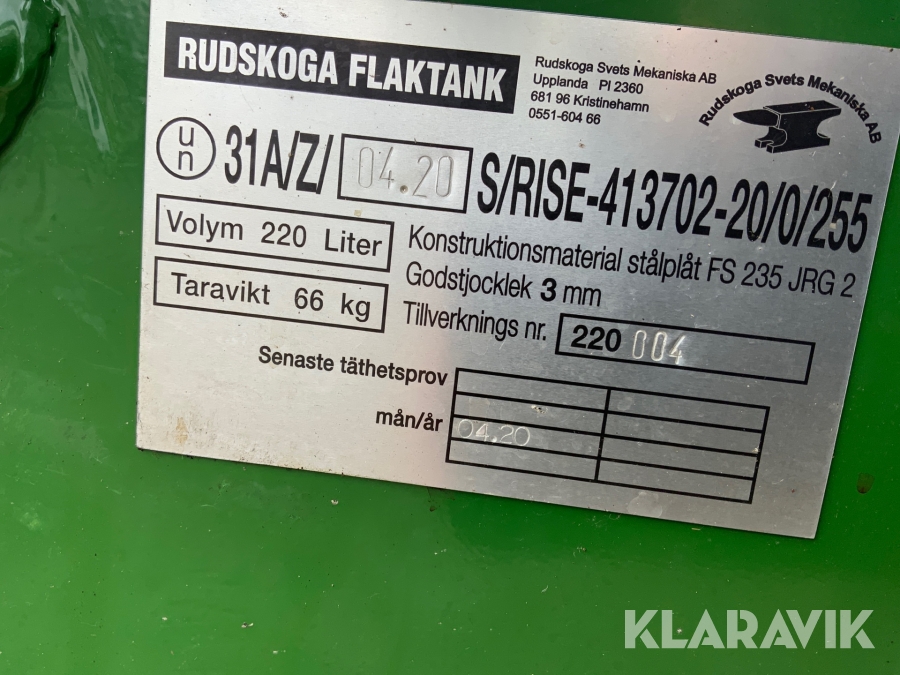 RUDSKOGA FLAKTANK
Rudskoga Svets Mekaniska AB
Upplanda Pl 2360
681 96 Kristinehamn
0551-604 66
Rudskoga Svets Mekaniska AB
un 31A/Z/ 04.20 S/RISE-413702-20/0/255
Volym 220 Liter
Taravikt 66 kg
Konstruktionsmaterial stålplåt FS 235 JRG 2
Godstjocklek 3 mm
Tillverknings nr. 220 004
Senaste täthetsprov
mån/år
04.20
KLARAVIK